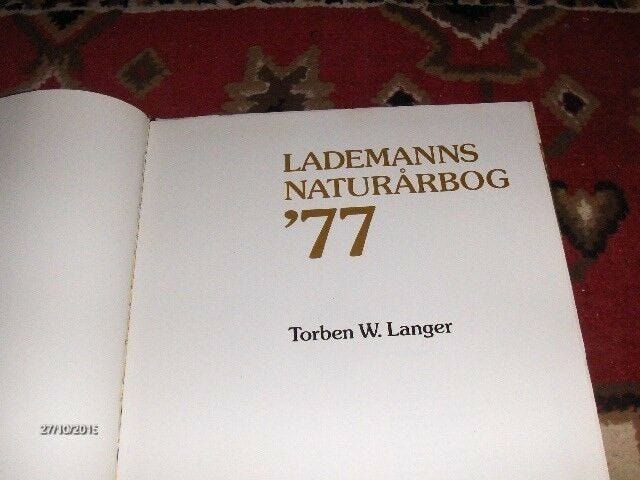 LADEMANNS
NATURÅRBOG
'77
Torben W. Langer
27/10/2015